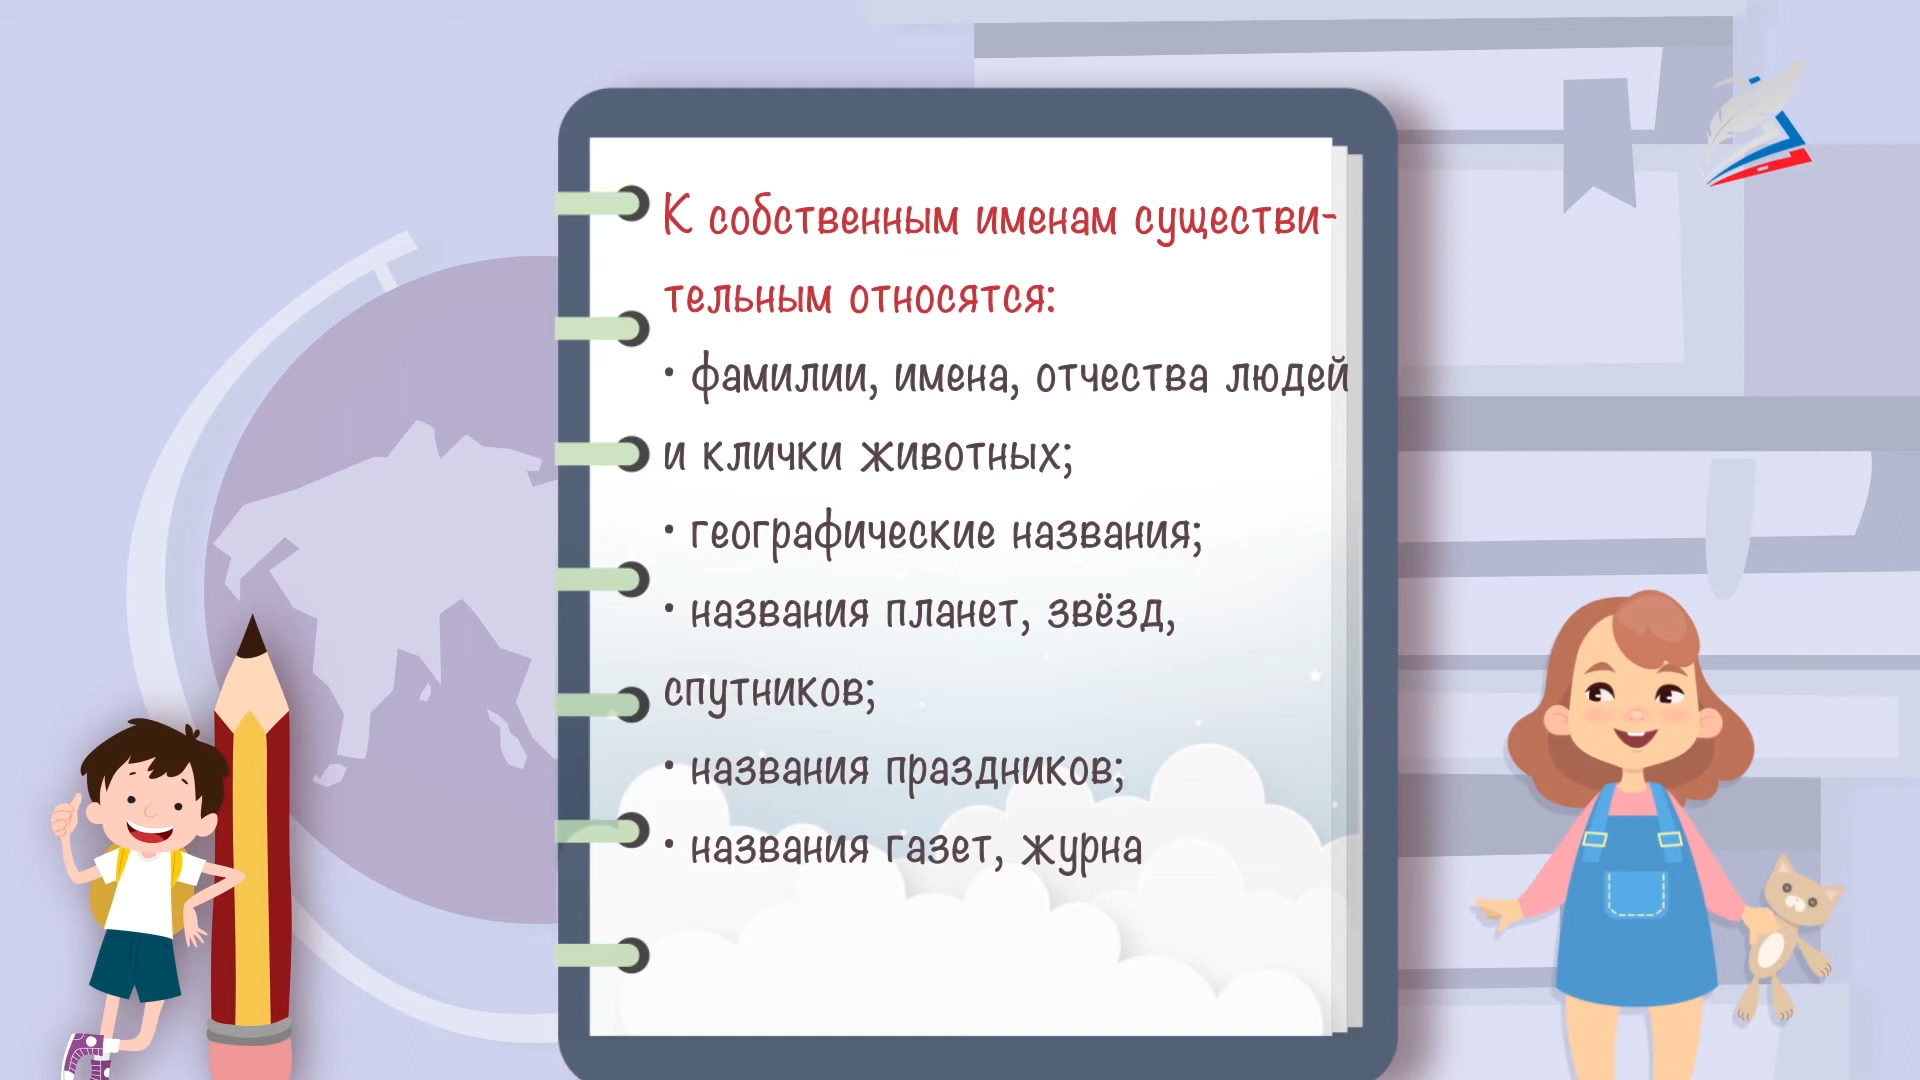 К собственным именам существи-
тельным относятся:
• фамилии, имена, отчества людей
и клички животных;
• географические названия;
• названия планет, звёзд,
спутников;
• названия праздников;
• названия газет, журна